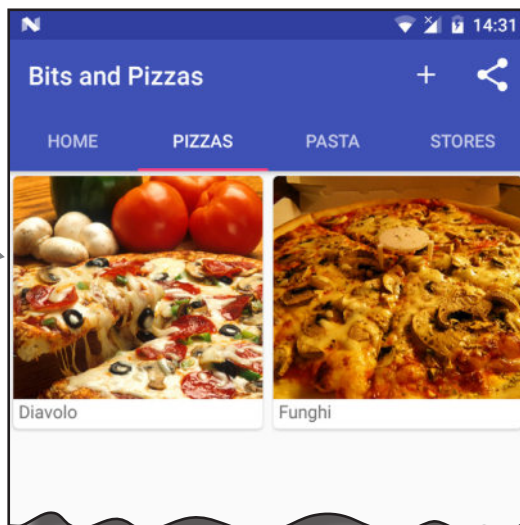 14:31
Bits and Pizzas
HOME PIZZAS PASTA STORES
Diavolo Funghi